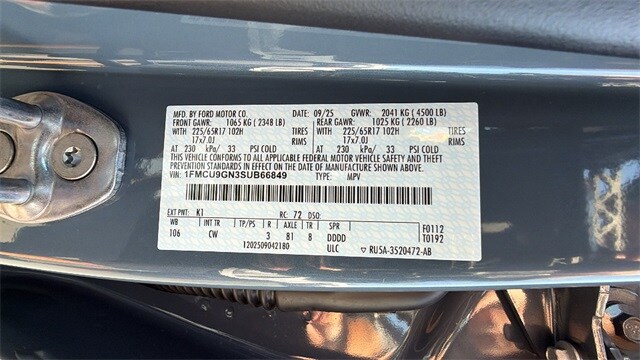 MFD. BY FORD MOTOR CO. 09/25 GVWR: 2041 KG ( 4500 LB)
FRONT GAWR: 1065 KG ( 2348 LB) REAR GAWR: 1025 KG ( 2260 LB)
WITH 225/65R17 102H TIRES WITH 225/65R17 102H TIRES
17x7.0J RIMS 17x7.0J RIMS
AT 230 kPa/ 33 PSI COLD AT 230 kPa/ 33 PSI COLD
THIS VEHICLE CONFORMS TO ALL APPLICABLE FEDERAL MOTOR VEHICLE SAFETY
AND THEFT PREVENTION STANDARDS IN EFFECT ON THE DATE OF MANUFACTURE SHOWN ABOVE.
VIN: 1FMCU9GN3SUB66849 TYPE: MPV
EXT PNT: K1 RC: 72 DSO:
WB INT TR TP/PS R AXLE TR SPR F0112
106 CW 3 81 8 DDDD T0192
1202509042180 ULC RU5A-3520472-AB